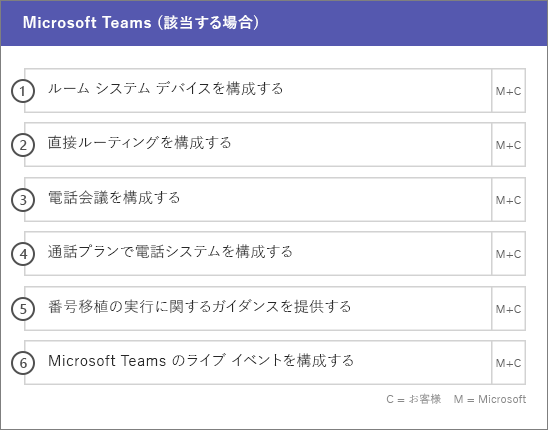 Microsoft Teams (該当する場合)
1 ルーム システム デバイスを構成する M+C
2 直接ルーティングを構成する M+C
3 電話会議を構成する M+C
4 通話プランで電話システムを構成する M+C
5 番号移植の実行に関するガイダンスを提供する M+C
6 Microsoft Teams のライブ イベントを構成する M+C
C = お客様 M = Microsoft